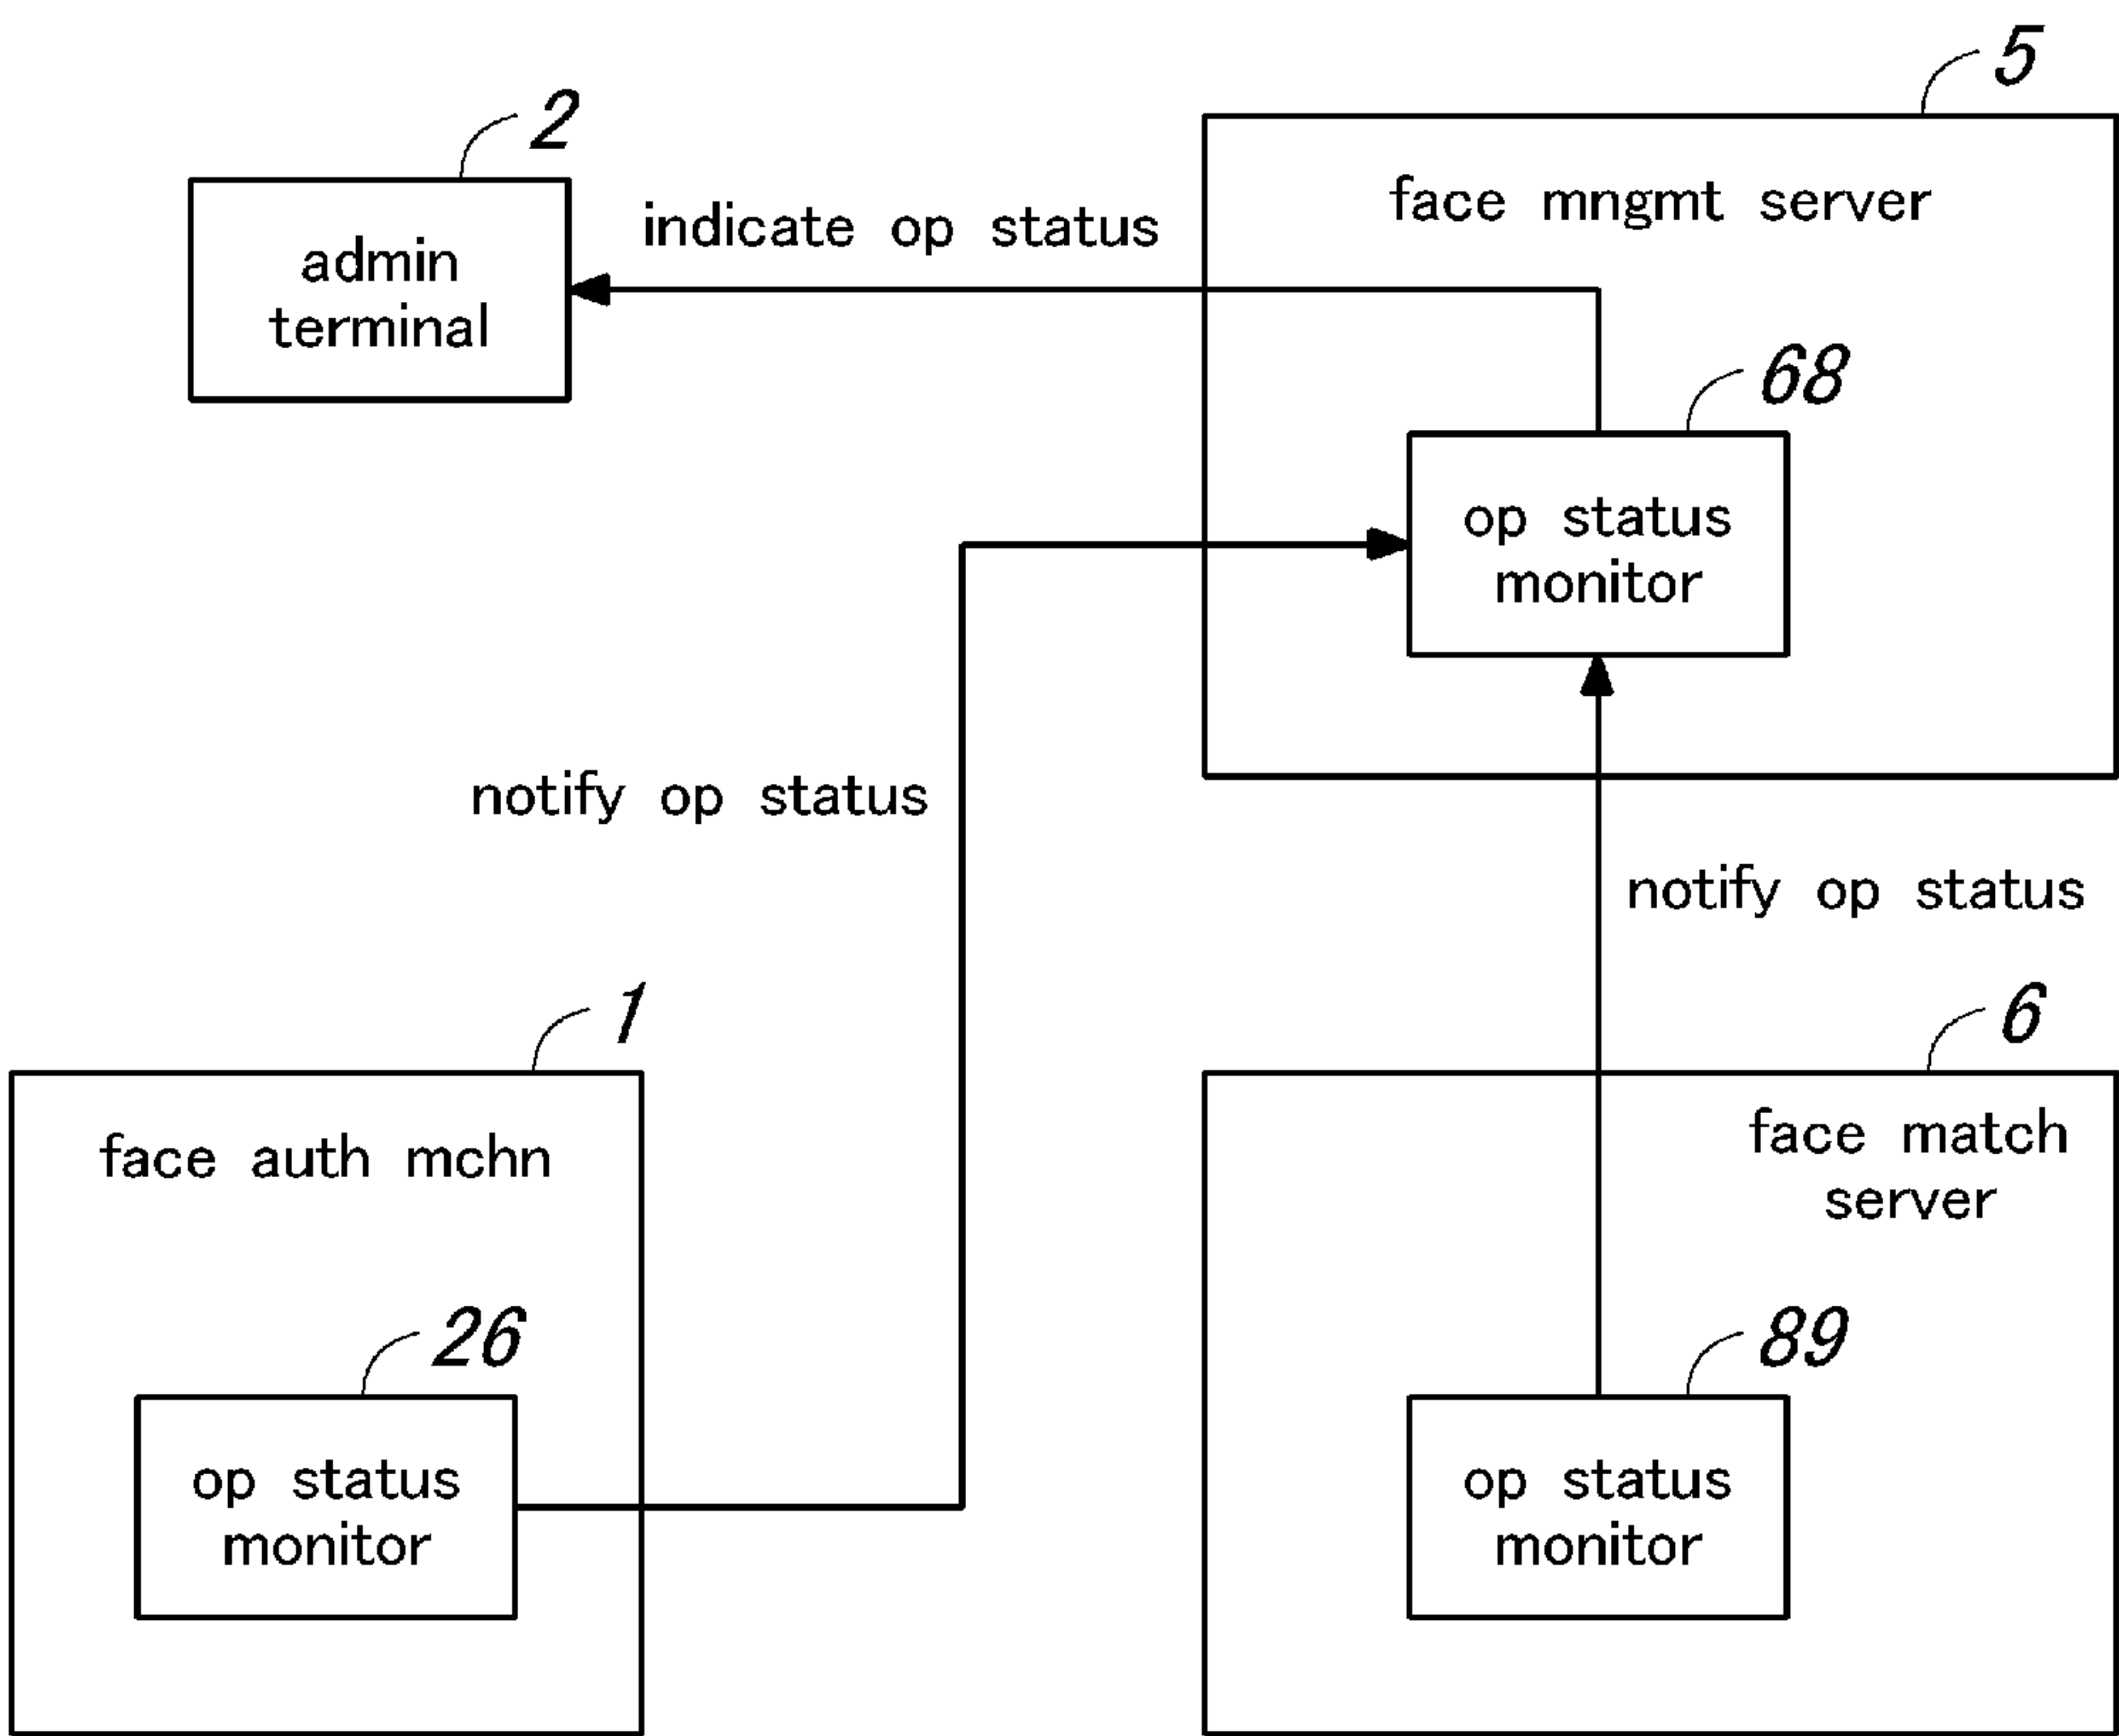 5
2
face mngmt server
indicate op status
admin
terminal
68
op status
monitor
notify op status
notify op status
1
6
face auth mchn
face match
server
26
89
op status
monitor
op status
monitor